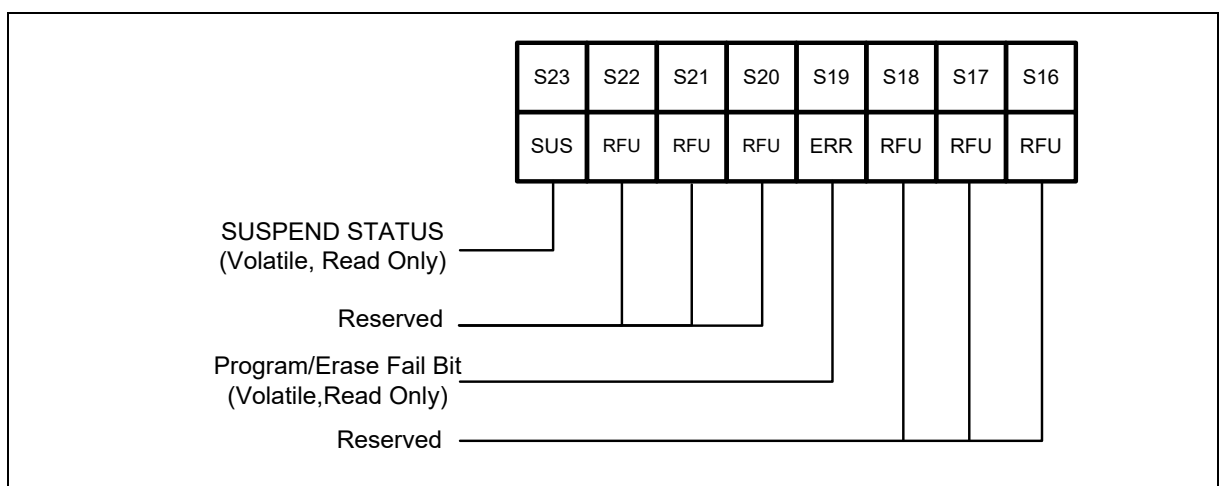 S23 S22 S21 S20 S19 S18 S17 S16
SUS RFU RFU RFU ERR RFU RFU RFU
SUSPEND STATUS
(Volatile, Read Only)
Reserved
Program/Erase Fail Bit
(Volatile,Read Only)
Reserved